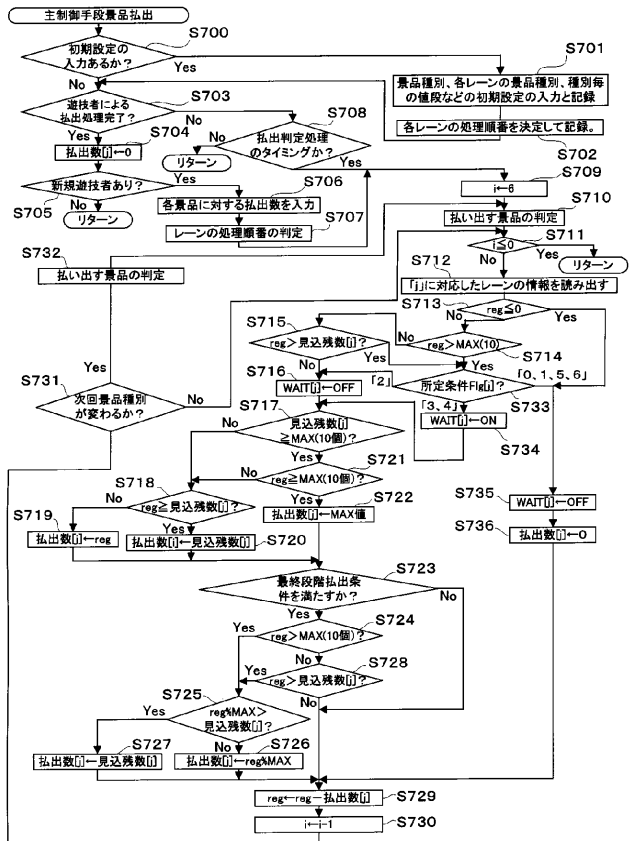 主制御手段景品払出
S700
初期設定の
入力あるか?
Yes
No
S701
景品種別、各レーンの景品種別、種別毎
の値段などの初期設定の入力と記録
各レーンの処理順番を決定して記録。
S702
S703
遊技者による
払出処理完了?
No
Yes
S704
払出数[j]←0
S708
払出判定処理
のタイミングか?
No
Yes
リターン
S705
新規遊技者あり?
Yes
No
リターン
S706
各景品に対する払出数を入力
S707
レーンの処理順番の判定
S709
i←6
S710
払い出す景品の判定
S711
i≦0
Yes
No
リターン
S712
「j」に対応したレーンの情報を読み出す
S713
reg≦0
No
Yes
S732
払い出す景品の判定
Yes
S731
次回景品種別
が変わるか?
No
S714
reg>MAX(10)
No
Yes
S715
reg>見込残数[j]?
Yes
No
S733
所定条件Flg[j]?
「2」
「0、1、5、6」
「3、4」
S734
WAIT[j]←ON
S716
WAIT[j]←OFF
S717
見込残数[j]
≧MAX(10個)?
No
Yes
S721
reg≧MAX(10個)?
No
Yes
S722
払出数[j]←MAX値
S718
reg≧見込残数[j]?
No
Yes
S719
払出数[j]←reg
S720
払出数[i]←見込残数[j]
S735
WAIT[j]←OFF
S736
払出数[j]←0
S723
最終段階払出条
件を満たすか?
No
Yes
S724
reg>MAX(10個)?
Yes
No
S728
reg>見込残数[j]?
Yes
No
S725
reg%MAX>
見込残数[j]?
Yes
No
S727
払出数[j]←見込残数[j]
S726
払出数[j]←reg%MAX
S729
reg←reg－払出数[j]
S730
i←i-1